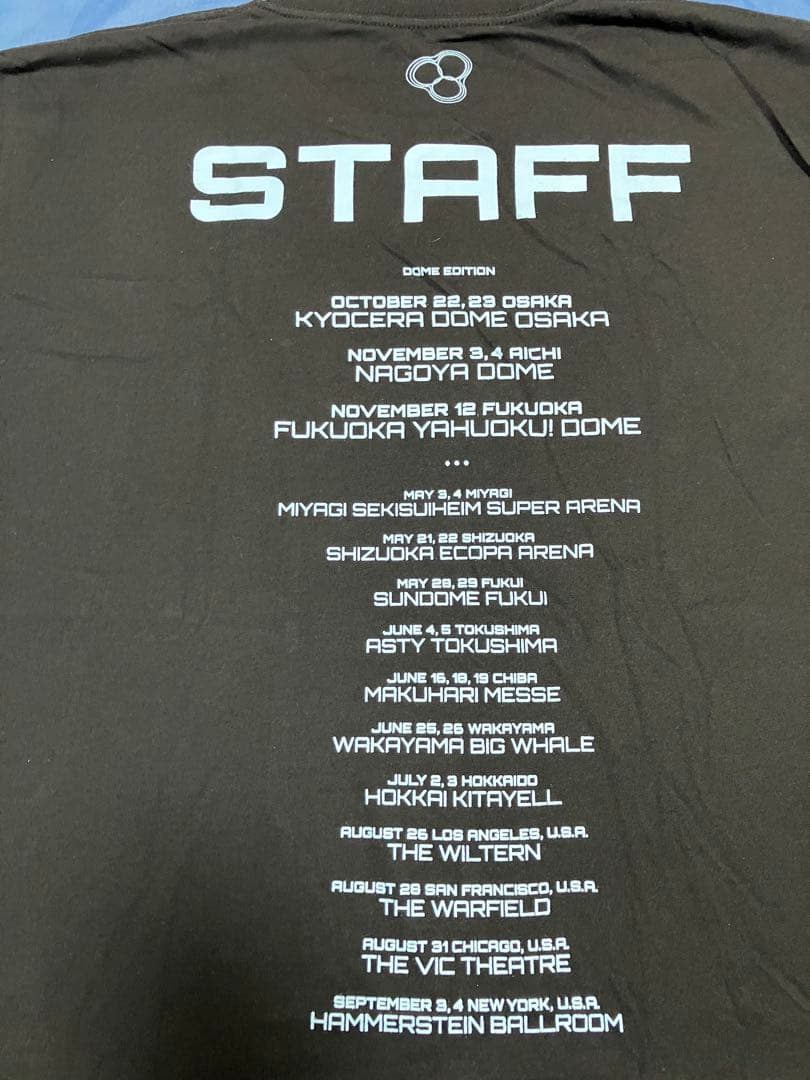 STAFF
DOME EDITION
OCTOBER 22, 23 OSAKA
KYOCERA DOME OSAKA
NOVEMBER 3, 4 AICHI
NAGOYA DOME
NOVEMBER 12 FUKUOKA
FUKUOKA YAHUOKU! DOME
...
MAY 3, 4 MIYAGI
MIYAGI SEKISUIHEIM SUPER ARENA
MAY 21, 22 SHIZUOKA
SHIZUOKA ECOPA ARENA
MAY 28, 29 FUKUI
SUNDOME FUKUI
JUNE 4, 5 TOKUSHIMA
ASTY TOKUSHIMA
JUNE 16, 18, 19 CHIBA
MAKUHARI MESSE
JUNE 25, 26 WAKAYAMA
WAKAYAMA BIG WHALE
JULY 2, 3 HOKKAIDO
HOKKAI KITAYELL
AUGUST 26 LOS ANGELES, U.S.A.
THE WILTERN
AUGUST 28 SAN FRANCISCO, U.S.A.
THE WARFIELD
AUGUST 31 CHICAGO, U.S.A.
THE VIC THEATRE
SEPTEMBER 3, 4 NEW YORK, U.S.A.
HAMMERSTEIN BALLROOM